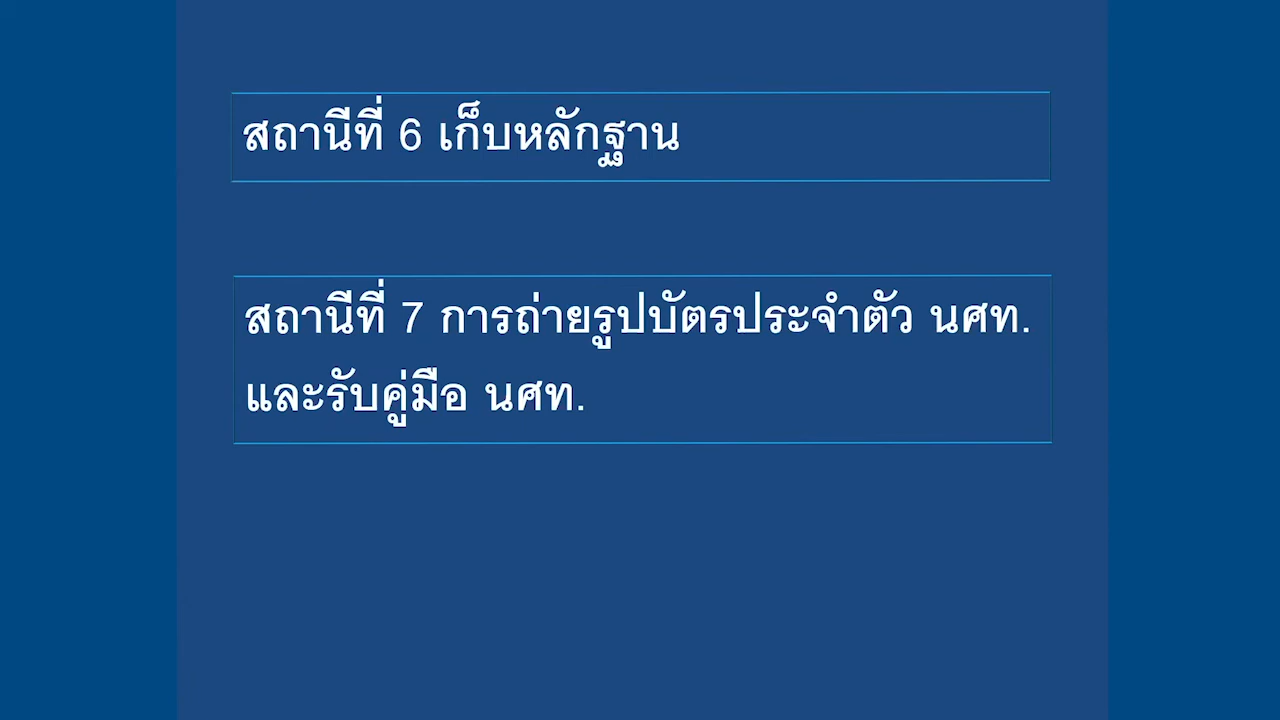 สถานีที่ 6 เก็บหลักฐาน
สถานีที่ 7 การถ่ายรูปบัตรประจำตัว นศท.
และรับคู่มือ นศท.